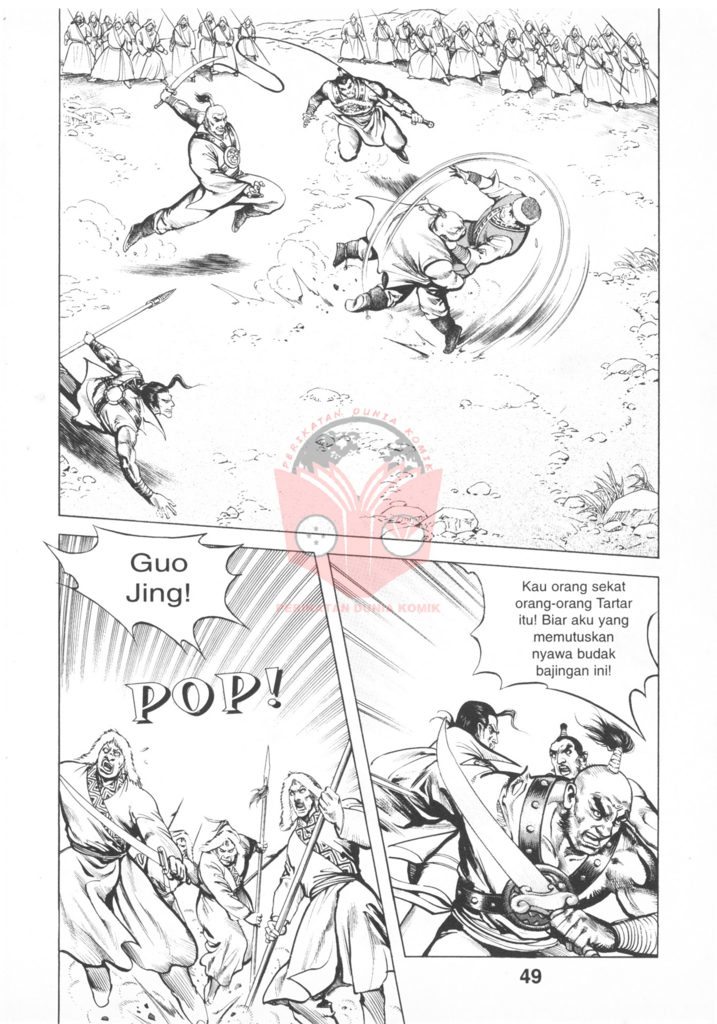 PERIKATAN DUNIA KOMIK
PERIKATAN DUNIA KOMIK
Guo
Jing!
POP!
Kau orang sekat
orang-orang Tartar
itu! Biar aku yang
memutuskan
nyawa budak
bajingan ini!
49